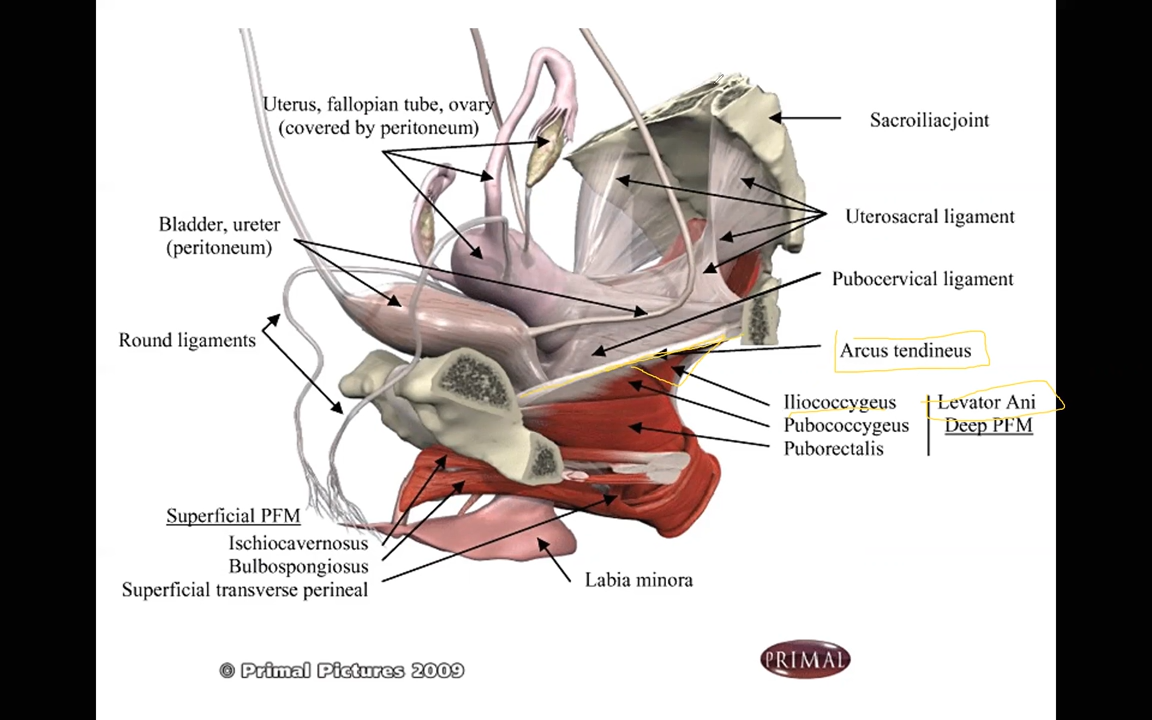 Uterus, fallopian tube, ovary
(covered by peritoneum)
Sacroiliacjoint
Bladder, ureter
(peritoneum)
Uterosacral ligament
Pubocervical ligament
Round ligaments
Arcus tendineus
Iliococcygeus
Pubococcygeus
Puborectalis
Levator Ani
Deep PFM
Superficial PFM
Ischiocavernosus
Bulbospongiosus
Superficial transverse perineal
Labia minora
© Primal Pictures 2009
PRIMAL